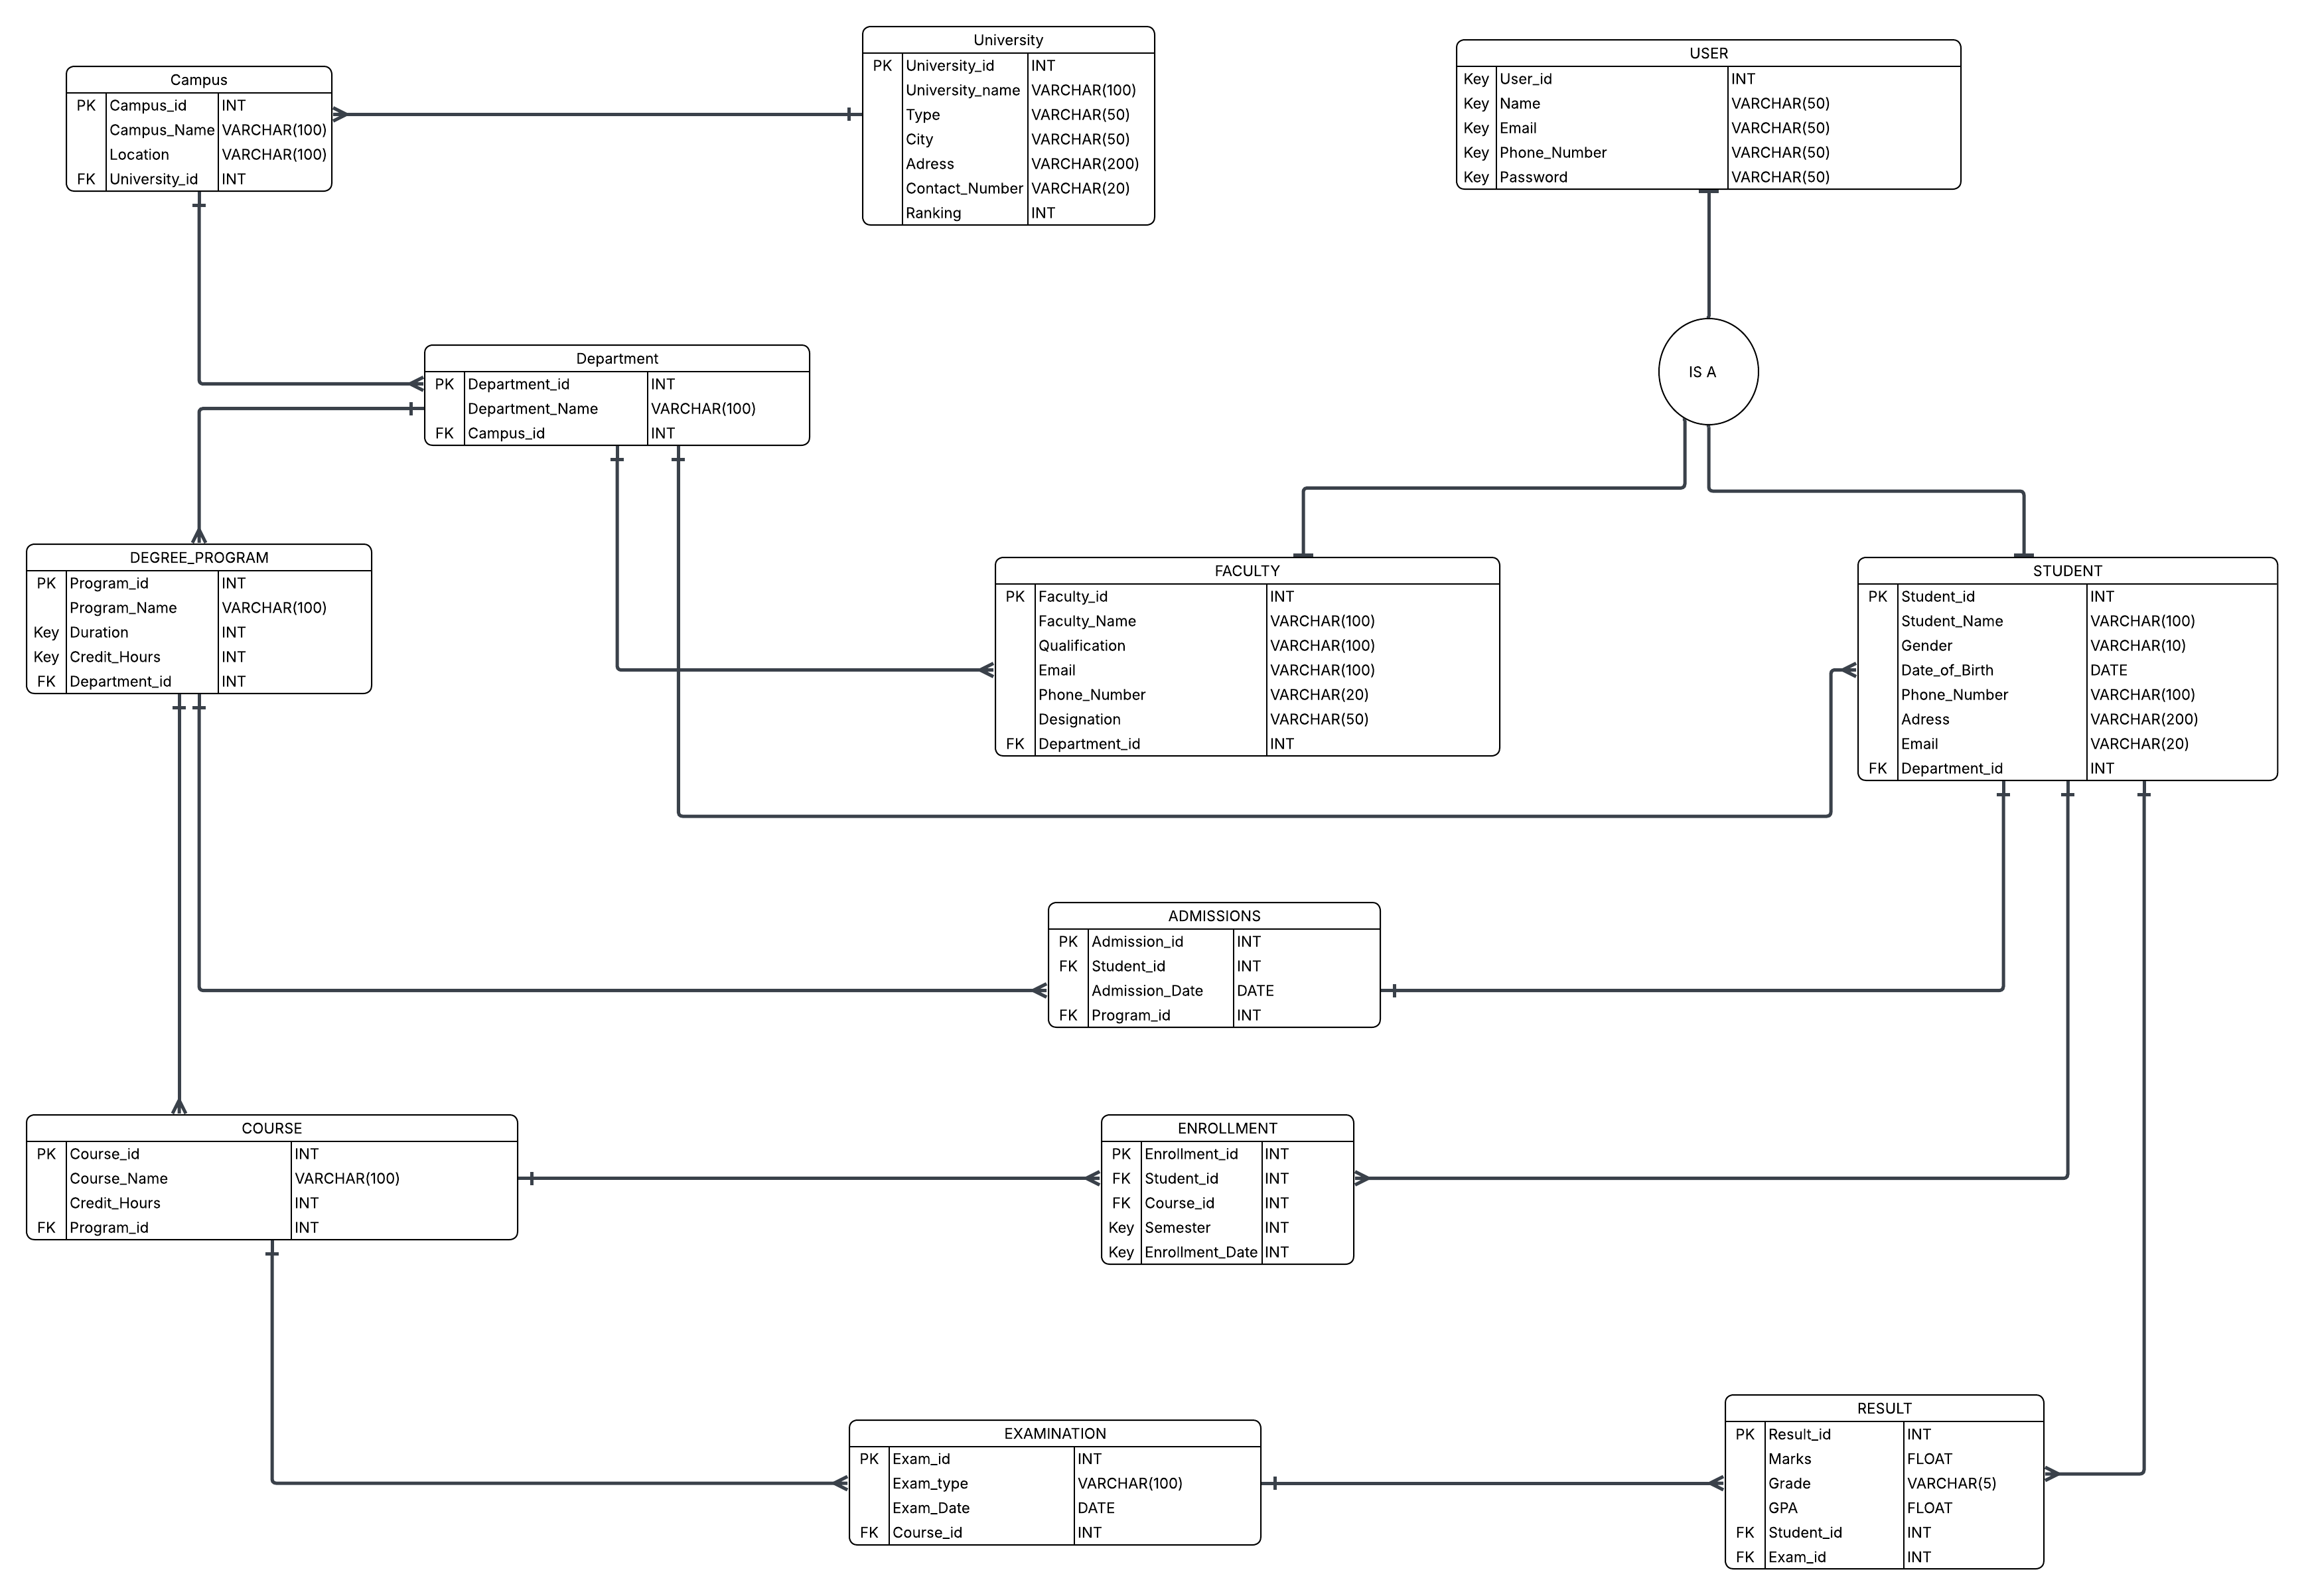 University
PK University_id INT
University_name VARCHAR(100)
Type VARCHAR(50)
City VARCHAR(50)
Adress VARCHAR(200)
Contact_Number VARCHAR(20)
Ranking INT
USER
Key User_id INT
Key Name VARCHAR(50)
Key Email VARCHAR(50)
Key Phone_Number VARCHAR(50)
Key Password VARCHAR(50)
Campus
PK Campus_id INT
Campus_Name VARCHAR(100)
Location VARCHAR(100)
FK University_id INT
Department
PK Department_id INT
Department_Name VARCHAR(100)
FK Campus_id INT
IS A
DEGREE_PROGRAM
PK Program_id INT
Program_Name VARCHAR(100)
Key Duration INT
Key Credit_Hours INT
FK Department_id INT
FACULTY
PK Faculty_id INT
Faculty_Name VARCHAR(100)
Qualification VARCHAR(100)
Email VARCHAR(100)
Phone_Number VARCHAR(20)
Designation VARCHAR(50)
FK Department_id INT
STUDENT
PK Student_id INT
Student_Name VARCHAR(100)
Gender VARCHAR(10)
Date_of_Birth DATE
Phone_Number VARCHAR(100)
Adress VARCHAR(200)
Email VARCHAR(20)
FK Department_id INT
ADMISSIONS
PK Admission_id INT
FK Student_id INT
Admission_Date DATE
FK Program_id INT
COURSE
PK Course_id INT
Course_Name VARCHAR(100)
Credit_Hours INT
FK Program_id INT
ENROLLMENT
PK Enrollment_id INT
FK Student_id INT
FK Course_id INT
Key Semester INT
Key Enrollment_Date INT
EXAMINATION
PK Exam_id INT
Exam_type VARCHAR(100)
Exam_Date DATE
FK Course_id INT
RESULT
PK Result_id INT
Marks FLOAT
Grade VARCHAR(5)
GPA FLOAT
FK Student_id INT
FK Exam_id INT